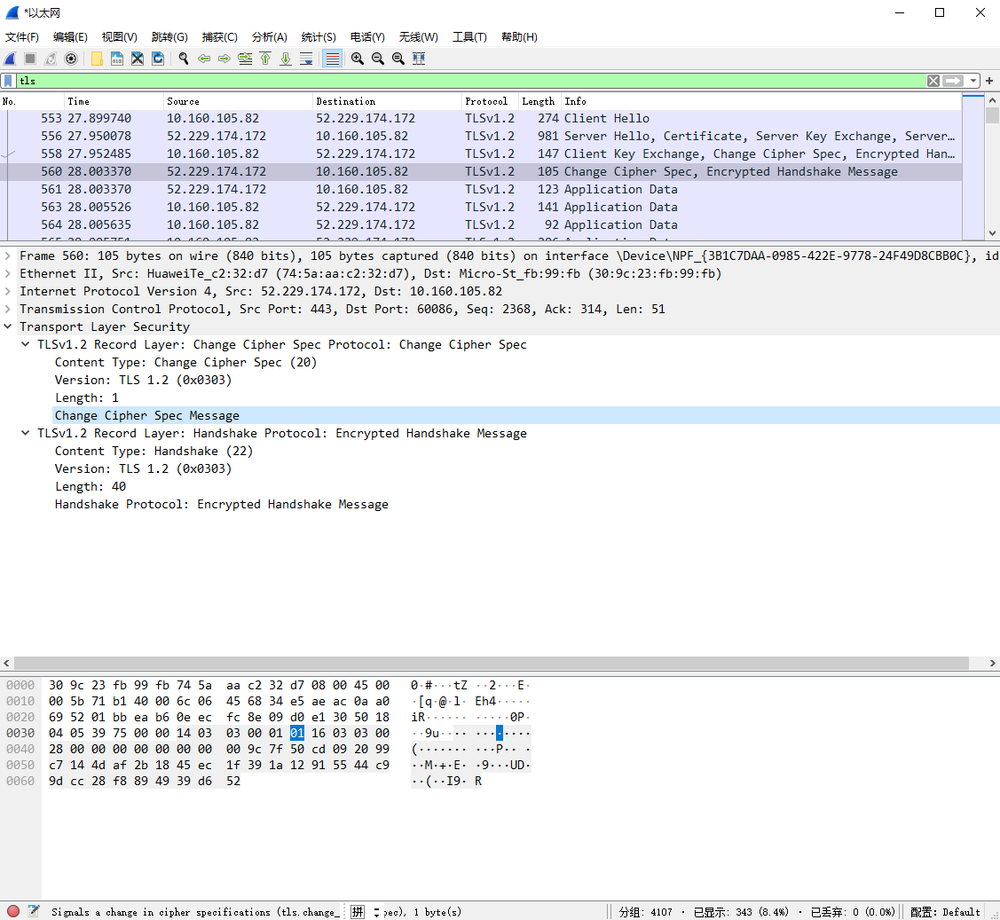 *以太网
文件(F) 编辑(E) 视图(V) 跳转(G) 捕获(C) 分析(A) 统计(S) 电话(Y) 无线(W) 工具(T) 帮助(H)
tls
No. Time Source Destination Protocol Length Info
553 27.899740 10.160.105.82 52.229.174.172 TLSv1.2 274 Client Hello
556 27.950078 52.229.174.172 10.160.105.82 TLSv1.2 981 Server Hello, Certificate, Server Key Exchange, Server…
558 27.952485 10.160.105.82 52.229.174.172 TLSv1.2 147 Client Key Exchange, Change Cipher Spec, Encrypted Han…
560 28.003370 52.229.174.172 10.160.105.82 TLSv1.2 105 Change Cipher Spec, Encrypted Handshake Message
561 28.003370 52.229.174.172 10.160.105.82 TLSv1.2 123 Application Data
563 28.005526 10.160.105.82 52.229.174.172 TLSv1.2 141 Application Data
564 28.005635 10.160.105.82 52.229.174.172 TLSv1.2 92 Application Data
Frame 560: 105 bytes on wire (840 bits), 105 bytes captured (840 bits) on interface \Device\NPF_{3B1C7DAA-0985-422E-9778-24F49D8CBB0C}, id
Ethernet II, Src: HuaweiTe_c2:32:d7 (74:5a:aa:c2:32:d7), Dst: Micro-St_fb:99:fb (30:9c:23:fb:99:fb)
Internet Protocol Version 4, Src: 52.229.174.172, Dst: 10.160.105.82
Transmission Control Protocol, Src Port: 443, Dst Port: 60086, Seq: 2368, Ack: 314, Len: 51
Transport Layer Security
TLSv1.2 Record Layer: Change Cipher Spec Protocol: Change Cipher Spec
Content Type: Change Cipher Spec (20)
Version: TLS 1.2 (0x0303)
Length: 1
Change Cipher Spec Message
TLSv1.2 Record Layer: Handshake Protocol: Encrypted Handshake Message
Content Type: Handshake (22)
Version: TLS 1.2 (0x0303)
Length: 40
Handshake Protocol: Encrypted Handshake Message
0000 30 9c 23 fb 99 fb 74 5a aa c2 32 d7 08 00 45 00 0·#···tZ ··2···E·
0010 00 5b 71 b1 40 00 6c 06 45 68 34 e5 ae ac 0a a0 ·[q·@·l· Eh4·····
0020 69 52 01 bb ea b6 0e ec fc 8e 09 d0 e1 30 50 18 iR······ ·····0P·
0030 04 05 39 75 00 00 14 03 03 00 01 01 16 03 03 00 ··9u···· ········
0040 28 00 00 00 00 00 00 00 00 9c 7f 50 cd 09 20 99 (······· ···P·· ·
0050 c7 14 4d af 2b 18 45 ec 1f 39 1a 12 91 55 44 c9 ··M·+·E· ·9···UD·
0060 9d cc 28 f8 89 49 39 d6 52 ··(··I9· R
Signals a change in cipher specifications (tls.change_ 拼 pec), 1 byte(s) 分组: 4107 · 已显示: 343 (8.4%) · 已丢弃: 0 (0.0%) 配置: Default